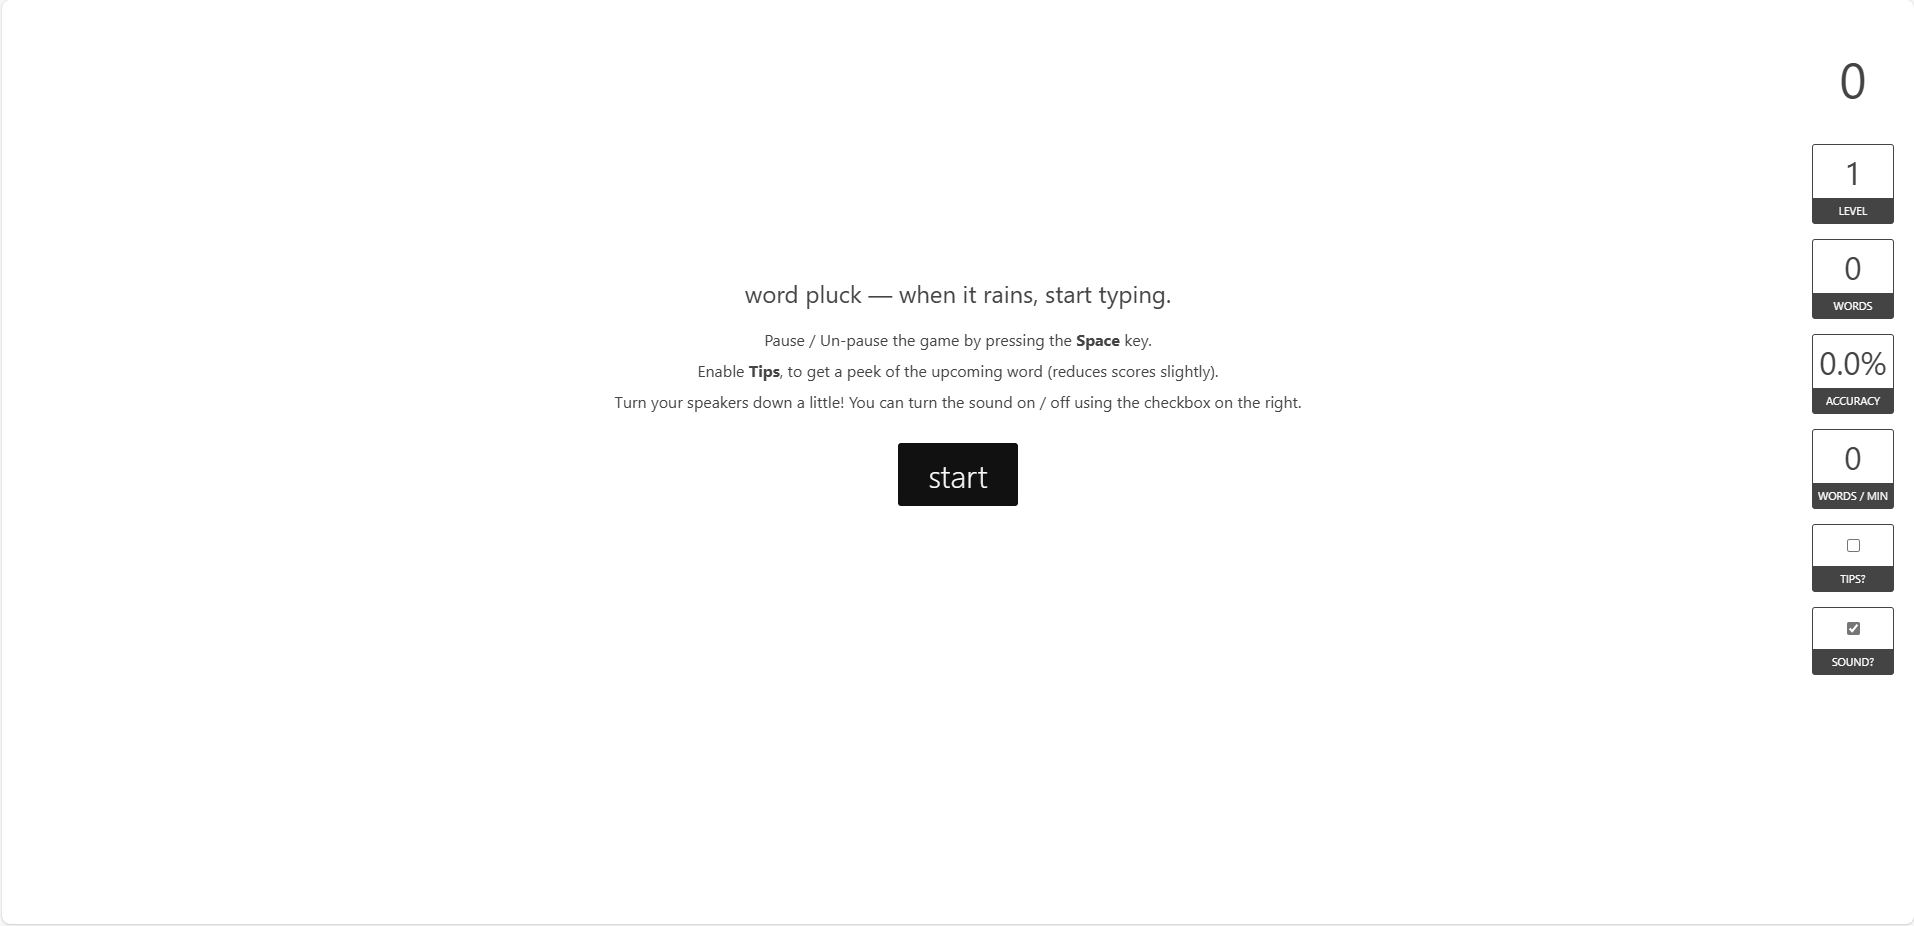 word pluck — when it rains, start typing.
Pause / Un-pause the game by pressing the Space key.
Enable Tips, to get a peek of the upcoming word (reduces scores slightly).
Turn your speakers down a little! You can turn the sound on / off using the checkbox on the right.
start
0
1
LEVEL
0
WORDS
0.0%
ACCURACY
0
WORDS / MIN
TIPS?
SOUND?